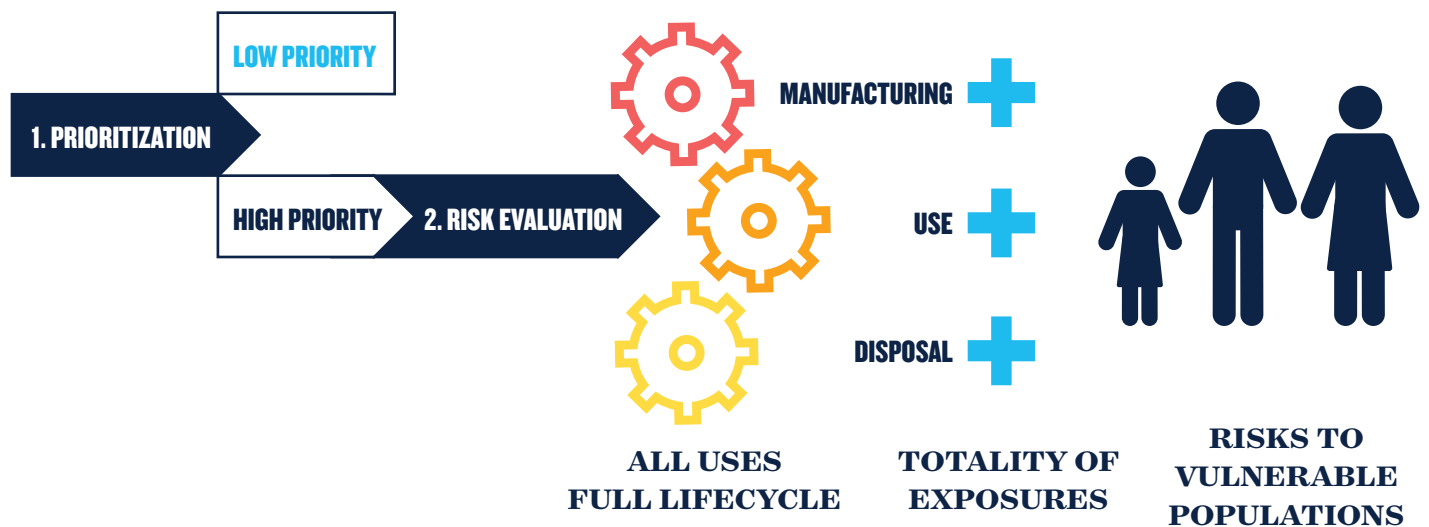 LOW PRIORITY
1. PRIORITIZATION
HIGH PRIORITY
2. RISK EVALUATION
MANUFACTURING
USE
DISPOSAL
ALL USES
FULL LIFECYCLE
TOTALITY OF
EXPOSURES
RISKS TO
VULNERABLE
POPULATIONS